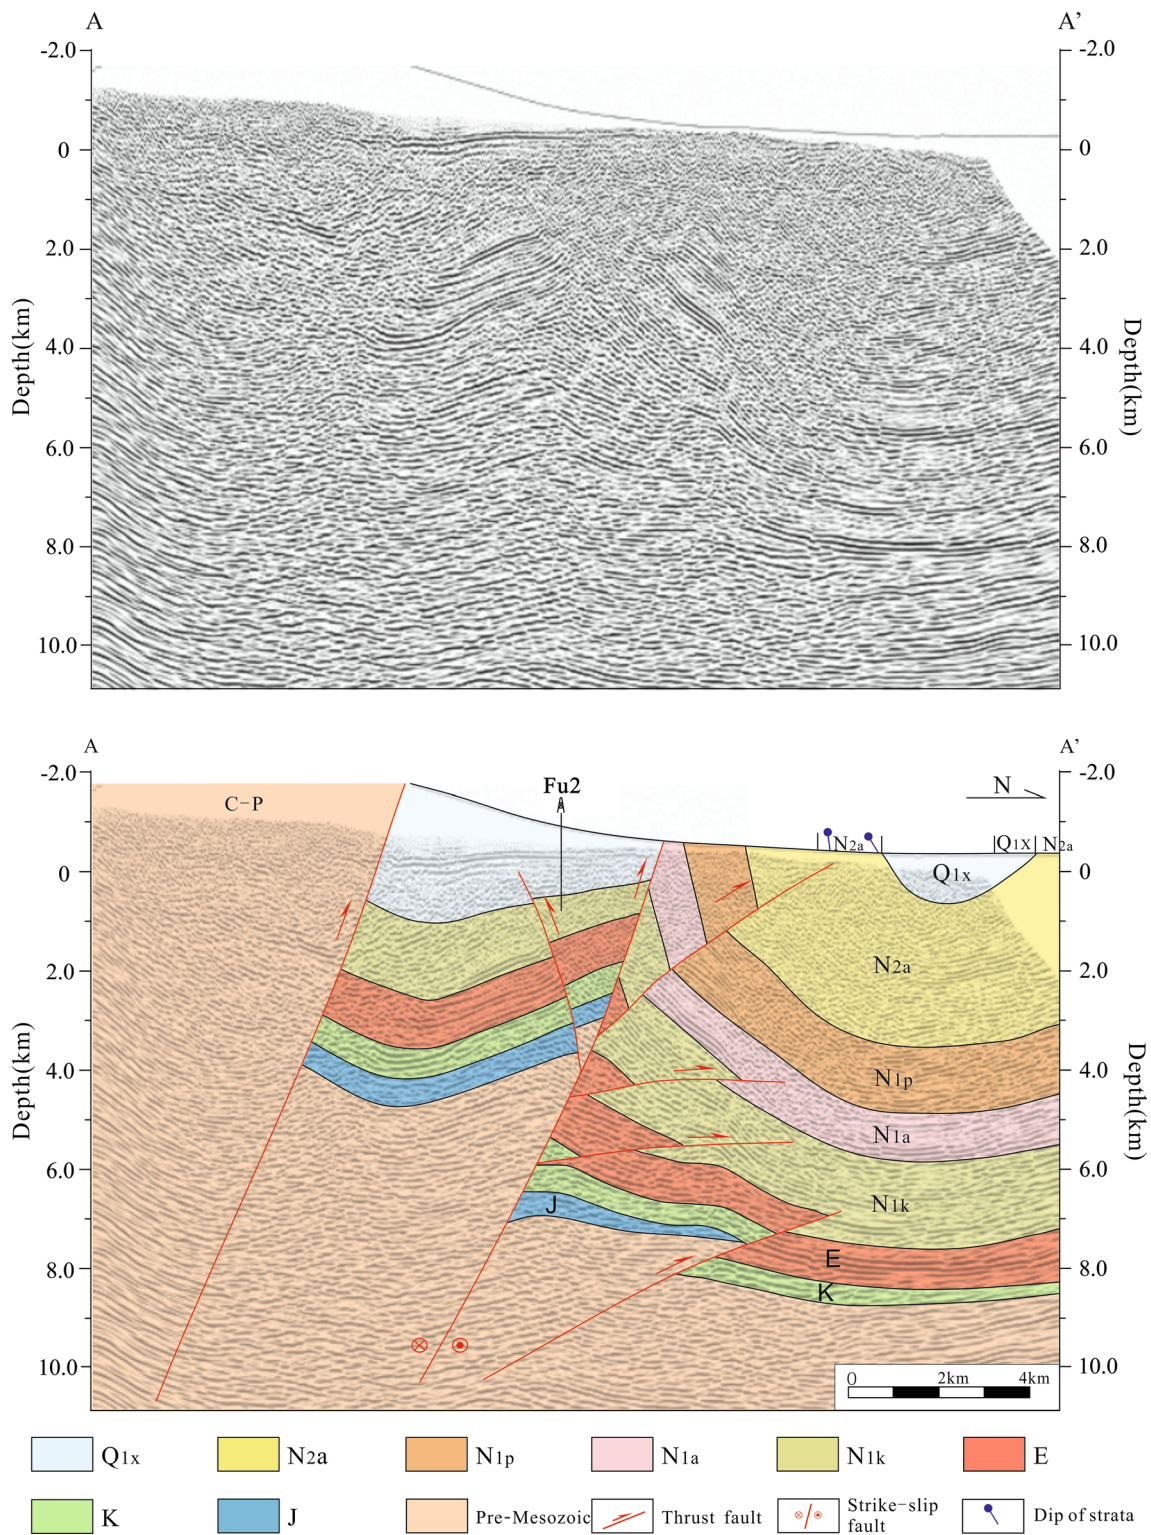 A A’
-2.0 -2.0
0 0
2.0 2.0
Depth(km) Depth(km)
4.0 4.0
6.0 6.0
8.0 8.0
10.0 10.0
A A’
-2.0 Fu2 N -2.0
C-P
N2a Q1x N2a
0 Q1x 0
2.0 N2a 2.0
Depth(km) Depth(km)
4.0 N1p 4.0
N1a
6.0 J N1k 6.0
8.0 E 8.0
K
10.0 10.0
0 2km 4km
Q1x N2a N1p N1a N1k E
K J Pre-Mesozoic Thrust fault Strike-slip fault Dip of strata